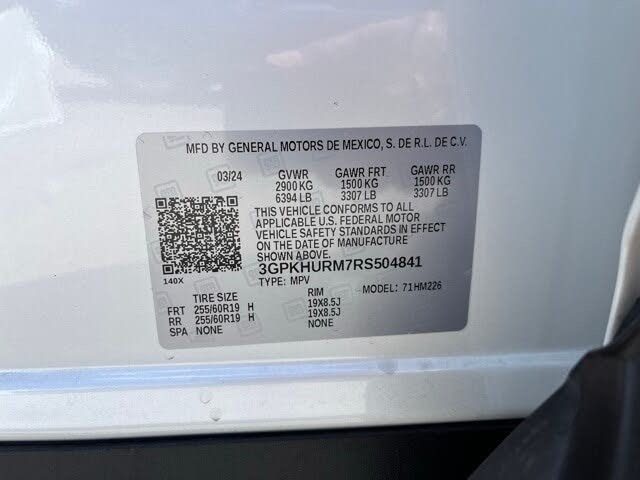 MFD BY GENERAL MOTORS DE MEXICO, S. DE R.L. DE C.V.
03/24 GVWR GAWR FRT GAWR RR
2900 KG 1500 KG 1500 KG
6394 LB 3307 LB 3307 LB
THIS VEHICLE CONFORMS TO ALL
APPLICABLE U.S. FEDERAL MOTOR
VEHICLE SAFETY STANDARDS IN EFFECT
ON THE DATE OF MANUFACTURE
SHOWN ABOVE.
3GPKHURM7RS504841
140X TYPE: MPV MODEL: 71HM226
TIRE SIZE RIM
FRT 255/60R19 H 19X8.5J
RR 255/60R19 H 19X8.5J
SPA NONE NONE